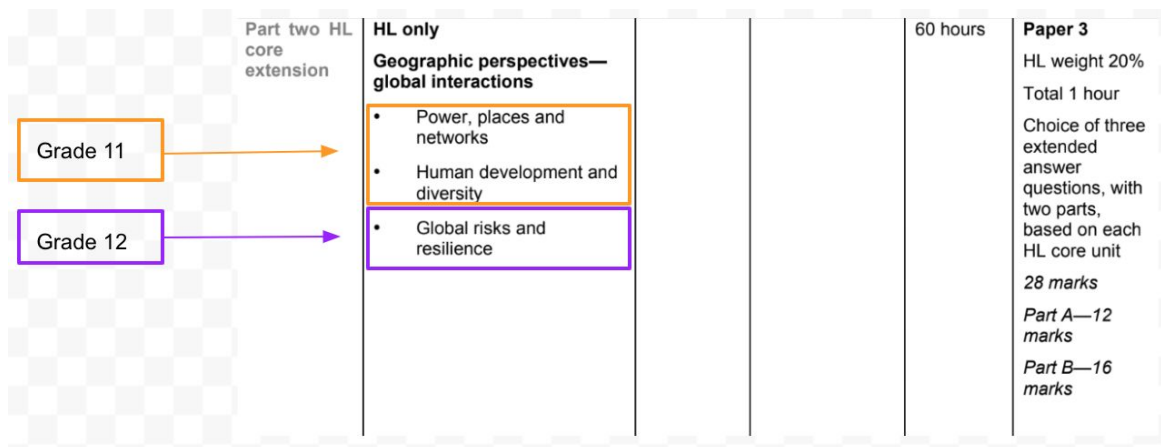 Part two HL
core
extension
HL only
Geographic perspectives—
global interactions
• Power, places and
networks
• Human development and
diversity
• Global risks and
resilience
60 hours
Paper 3
HL weight 20%
Total 1 hour
Choice of three
extended
answer
questions, with
two parts,
based on each
HL core unit
28 marks
Part A—12
marks
Part B—16
marks
Grade 11
Grade 12